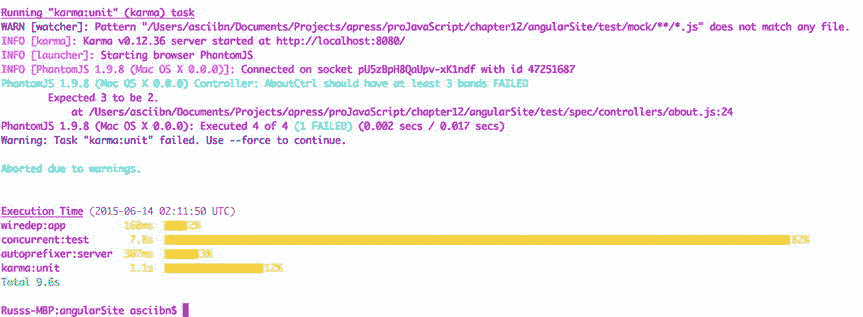 Running "karma:unit" (karma) task
WARN [watcher]: Pattern "/Users/asciibn/Documents/Projects/apress/proJavaScript/chapter12/angularSite/test/mock/**/*.js" does not match any file.
INFO [karma]: Karma v0.12.36 server started at http://localhost:8080/
INFO [launcher]: Starting browser PhantomJS
INFO [PhantomJS 1.9.8 (Mac OS X 0.0.0)]: Connected on socket with id 47251687
PhantomJS 1.9.8 (Mac OS X 0.0.0) Controller: AboutCtrl should have at least 3 bands FAILED
Expected 3 to be 2.
at /Users/asciibn/Documents/Projects/apress/proJavaScript/chapter12/angularSite/test/spec/controllers/about.js:24
PhantomJS 1.9.8 (Mac OS X 0.0.0): Executed 4 of 4 (1 FAILED) (0.002 secs / 0.017 secs)
Warning: Task "karma:unit" failed. Use --force to continue.
Aborted due to warnings.
Execution Time (2015-06-14 02:11:50 UTC)
wiredep:app 160ms 2%
concurrent:test 7.8s 82%
autoprefixer:server 307ms 3%
karma:unit 1.1s 12%
Total 9.6s
Russs-MBP:angularSite asciibn$